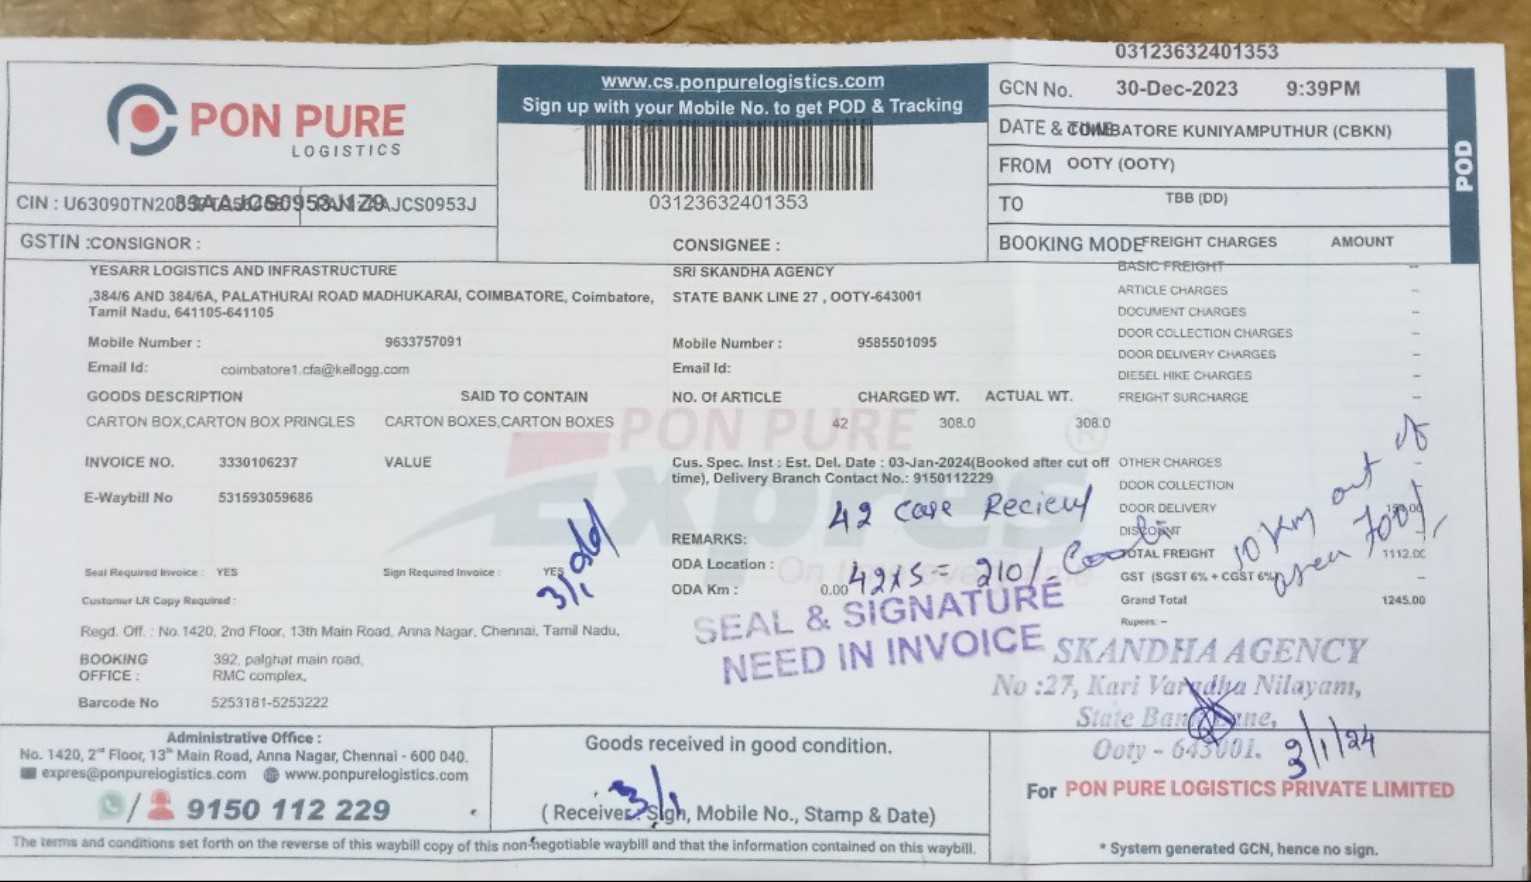 03123632401353
PON PURE
LOGISTICS
www.cs.ponpurelogistics.com
Sign up with your Mobile No. to get POD & Tracking
03123632401353
GCN No. 30-Dec-2023 9:39PM
DATE & TIME COIMBATORE KUNIYAMPUTHUR (CBKN)
FROM OOTY (OOTY)
TO TBB (DD)
BOOKING MODE FREIGHT CHARGES AMOUNT
POD
CIN : U63090TN20 33AAJCS0953J1Z9 AJCS0953J
GSTIN : CONSIGNOR :
YESARR LOGISTICS AND INFRASTRUCTURE
,384/6 AND 384/6A, PALATHURAI ROAD MADHUKARAI, COIMBATORE, Coimbatore,
Tamil Nadu, 641105-641105
Mobile Number : 9633757091
Email Id: coimbatore1.cfa@kellogg.com
CONSIGNEE :
SRI SKANDHA AGENCY
STATE BANK LINE 27 , OOTY-643001
Mobile Number : 9585501095
Email Id:
BASIC FREIGHT --
ARTICLE CHARGES --
DOCUMENT CHARGES --
DOOR COLLECTION CHARGES --
DOOR DELIVERY CHARGES --
DIESEL HIKE CHARGES --
FREIGHT SURCHARGE --
GOODS DESCRIPTION SAID TO CONTAIN NO. Of ARTICLE CHARGED WT. ACTUAL WT.
CARTON BOX,CARTON BOX PRINGLES CARTON BOXES,CARTON BOXES 42 308.0 308.0
PON PURE
Expres
On time
INVOICE NO. 3330106237 VALUE
E-Waybill No 531593059686
Cus. Spec. Inst : Est. Del. Date : 03-Jan-2024(Booked after cut off
time), Delivery Branch Contact No.: 9150112229
42 case Recieved
REMARKS:
ODA Location :
ODA Km : 0.00
42x5 = 210/- Cooli
OTHER CHARGES
DOOR COLLECTION
DOOR DELIVERY
DISCOUNT
TOTAL FREIGHT 1112.00
GST (SGST 6% + CGST 6%) --
Grand Total 1245.00
Rupees: --
10 km out of
area 700/-
Seal Required Invoice : YES Sign Required Invoice : YES
3/1
Customer LR Copy Required :
Regd. Off. : No.1420, 2nd Floor, 13th Main Road, Anna Nagar, Chennai, Tamil Nadu,
BOOKING 392, palghat main road,
OFFICE : RMC complex,
Barcode No 5253181-5253222
SEAL & SIGNATURE
NEED IN INVOICE
SKANDHA AGENCY
No :27, Kari Varadha Nilayam,
State Bank Lane,
Ooty - 643001.
3/1/24
Administrative Office :
No. 1420, 2nd Floor, 13th Main Road, Anna Nagar, Chennai - 600 040.
expres@ponpurelogistics.com www.ponpurelogistics.com
/ 9150 112 229
Goods received in good condition.
3/1
( Receiver Sign, Mobile No., Stamp & Date)
For PON PURE LOGISTICS PRIVATE LIMITED
The terms and conditions set forth on the reverse of this waybill copy of this non-negotiable waybill and that the information contained on this waybill.
* System generated GCN, hence no sign.